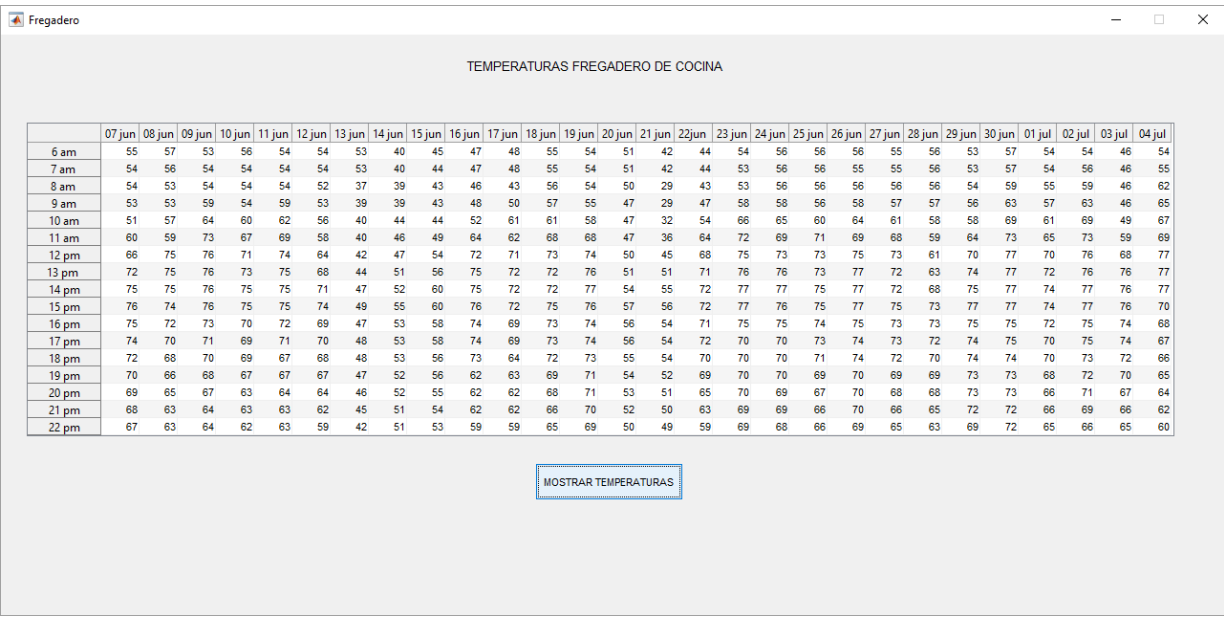 Fregadero
TEMPERATURAS FREGADERO DE COCINA
07 jun 08 jun 09 jun 10 jun 11 jun 12 jun 13 jun 14 jun 15 jun 16 jun 17 jun 18 jun 19 jun 20 jun 21 jun 22jun 23 jun 24 jun 25 jun 26 jun 27 jun 28 jun 29 jun 30 jun 01 jul 02 jul 03 jul 04 jul
6 am 55 57 53 56 54 54 53 40 45 47 48 55 54 51 42 44 54 56 56 56 55 56 53 57 54 54 46 54
7 am 54 56 54 54 54 54 53 40 44 47 48 55 54 51 42 44 53 56 56 55 55 56 53 57 54 56 46 55
8 am 54 53 54 54 54 52 37 39 43 46 43 56 54 50 29 43 53 56 56 56 56 56 54 59 55 59 46 62
9 am 53 53 59 54 59 53 39 39 43 48 50 57 55 47 29 47 58 58 56 58 57 57 56 63 57 63 46 65
10 am 51 57 64 60 62 56 40 44 44 52 61 61 58 47 32 54 66 65 60 64 61 58 58 69 61 69 49 67
11 am 60 59 73 67 69 58 40 46 49 64 62 68 68 47 36 64 72 69 71 69 68 59 64 73 65 73 59 69
12 pm 66 75 76 71 74 64 42 47 54 72 71 73 74 50 45 68 75 73 73 75 73 61 70 77 70 76 68 77
13 pm 72 75 76 73 75 68 44 51 56 75 72 72 76 51 51 71 76 76 73 77 72 63 74 77 72 76 76 77
14 pm 75 75 76 75 75 71 47 52 60 75 72 72 77 54 55 72 77 77 75 77 72 68 75 77 74 77 76 77
15 pm 76 74 76 75 75 74 49 55 60 76 72 75 76 57 56 72 77 76 75 77 75 73 77 77 74 77 76 70
16 pm 75 72 73 70 72 69 47 53 58 74 69 73 74 56 54 71 75 75 74 75 73 73 75 75 72 75 74 68
17 pm 74 70 71 69 71 70 48 53 58 74 69 73 74 56 54 72 70 70 73 74 73 72 74 75 70 75 74 67
18 pm 72 68 70 69 67 68 48 53 56 73 64 72 73 55 54 70 70 70 71 74 72 70 74 74 70 73 72 66
19 pm 70 66 68 67 67 67 47 52 56 62 63 69 71 54 52 69 70 70 69 70 69 69 73 73 68 72 70 65
20 pm 69 65 67 63 64 64 46 52 55 62 62 68 71 53 51 65 70 69 67 70 68 68 73 73 66 71 67 64
21 pm 68 63 64 63 63 62 45 51 54 62 62 66 70 52 50 63 69 69 66 70 66 65 72 72 66 69 66 62
22 pm 67 63 64 62 63 59 42 51 53 59 59 65 69 50 49 59 69 68 66 69 65 63 69 72 65 66 65 60
MOSTRAR TEMPERATURAS